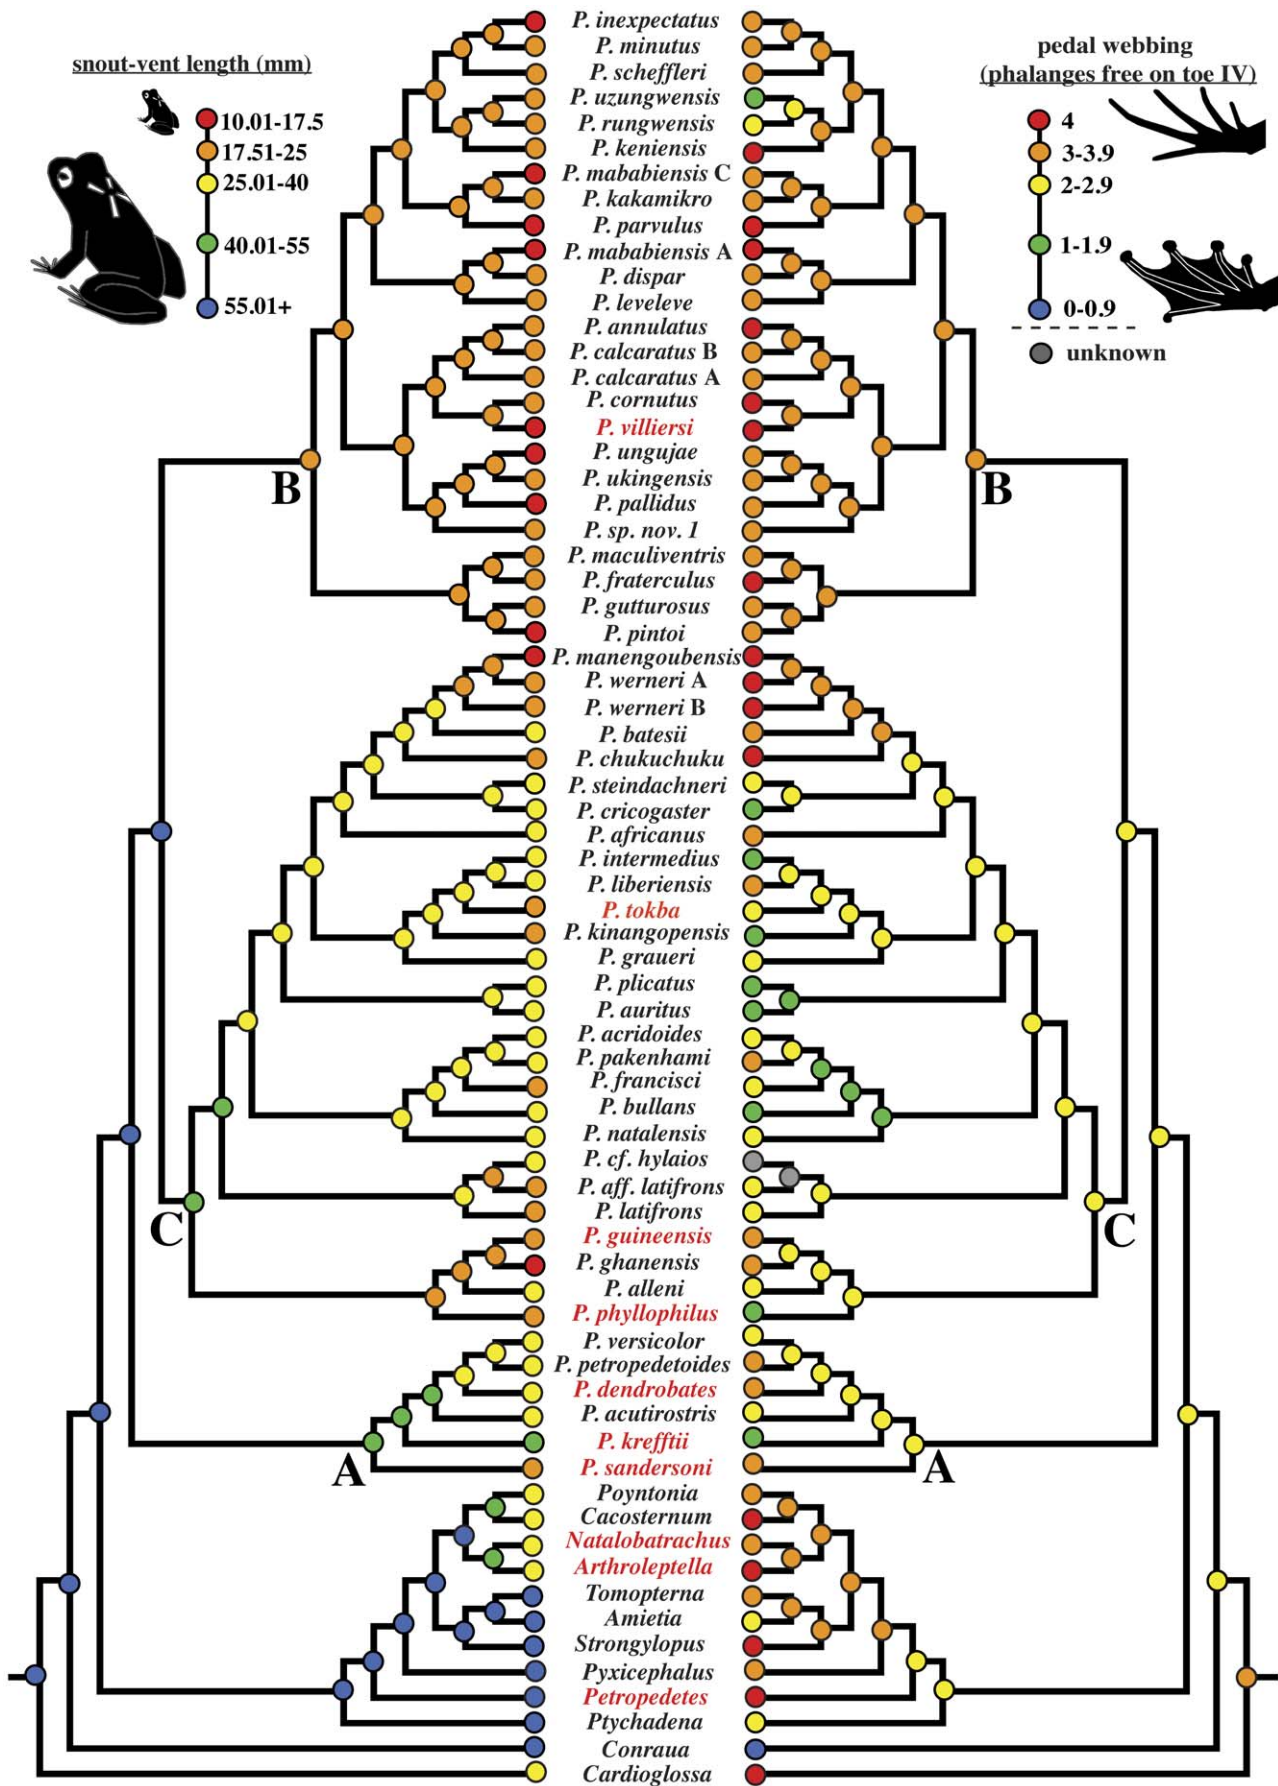 snout-vent length (mm)
10.01-17.5
17.51-25
25.01-40
40.01-55
55.01+
pedal webbing
(phalanges free on toe IV)
4
3-3.9
2-2.9
1-1.9
0-0.9
unknown
P. inexpectatus
P. minutus
P. scheffleri
P. uzungwensis
P. rungwensis
P. keniensis
P. mababiensis C
P. kakamikro
P. parvulus
P. mababiensis A
P. dispar
P. leveleve
P. annulatus
P. calcaratus B
P. calcaratus A
P. cornutus
P. villiersi
P. ungujae
B
B
P. ukingensis
P. pallidus
P. sp. nov. 1
P. maculiventris
P. fraterculus
P. gutturosus
P. pintoi
P. manengoubensis
P. werneri A
P. werneri B
P. batesii
P. chukuchuku
P. steindachneri
P. cricogaster
P. africanus
P. intermedius
P. liberiensis
P. tokba
P. kinangopensis
P. graueri
P. plicatus
P. auritus
P. acridoides
P. pakenhami
P. francisci
P. bullans
P. natalensis
P. cf. hylaios
P. aff. latifrons
P. latifrons
C
C
P. guineensis
P. ghanensis
P. alleni
P. phyllophilus
P. versicolor
P. petropedetoides
P. dendrobates
P. acutirostris
P. krefftii
A
A
P. sandersoni
Poyntonia
Cacosternum
Natalobatrachus
Arthroleptella
Tomopterna
Amietia
Strongylopus
Pyxicephalus
Petropedetes
Ptychadena
Conraua
Cardioglossa